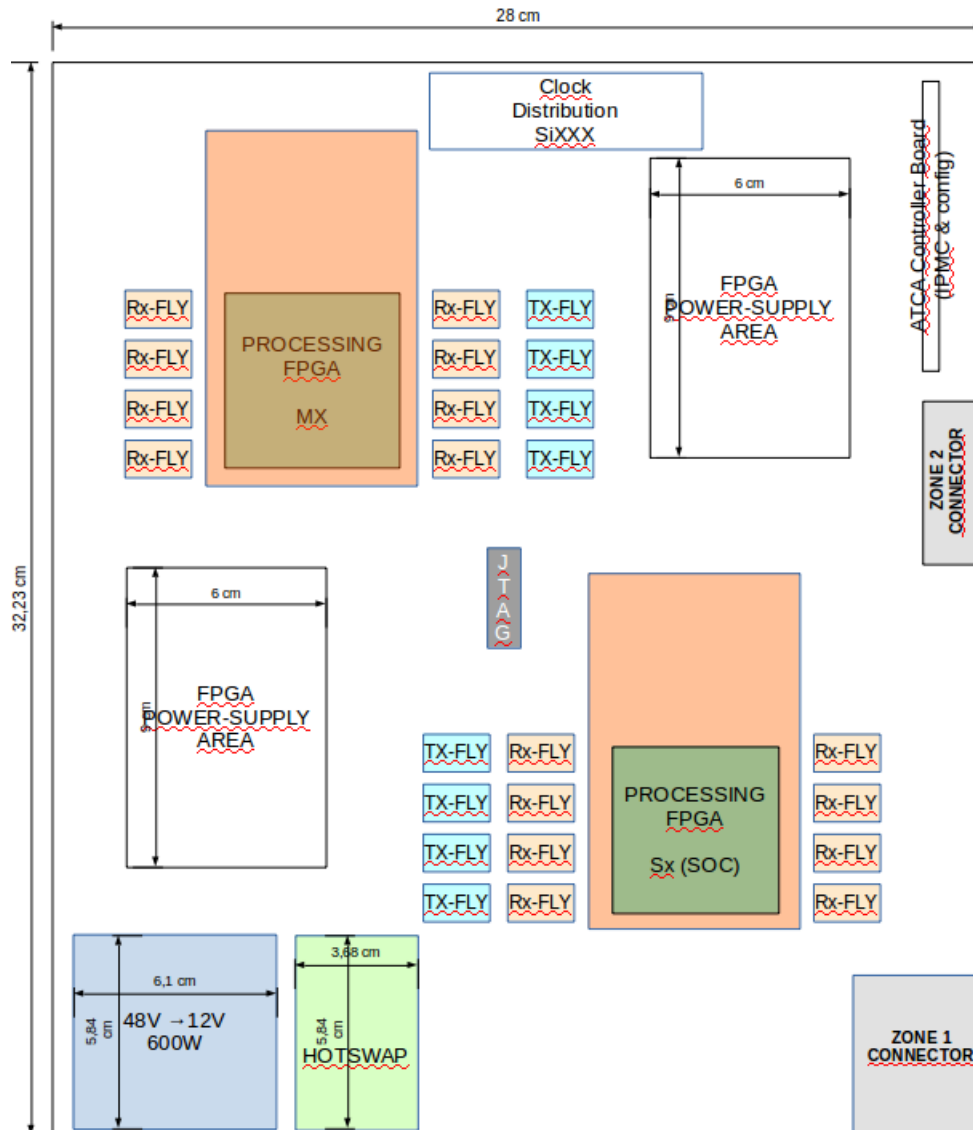 28 cm
32,23 cm
Clock
Distribution
SiXXX
ATCA Controller Board
(IPMC & config)
6 cm
9 cm
FPGA
POWER-SUPPLY
AREA
Rx-FLY
Rx-FLY
TX-FLY
Rx-FLY
Rx-FLY
TX-FLY
Rx-FLY
Rx-FLY
TX-FLY
Rx-FLY
Rx-FLY
TX-FLY
PROCESSING
FPGA
MX
ZONE 2
CONNECTOR
JTAG
6 cm
9 cm
FPGA
POWER-SUPPLY
AREA
TX-FLY
Rx-FLY
Rx-FLY
TX-FLY
Rx-FLY
Rx-FLY
TX-FLY
Rx-FLY
Rx-FLY
TX-FLY
Rx-FLY
Rx-FLY
PROCESSING
FPGA
Sx (SOC)
6,1 cm
5,84 cm
48V →12V
600W
3,68 cm
5,84 cm
HOTSWAP
ZONE 1
CONNECTOR